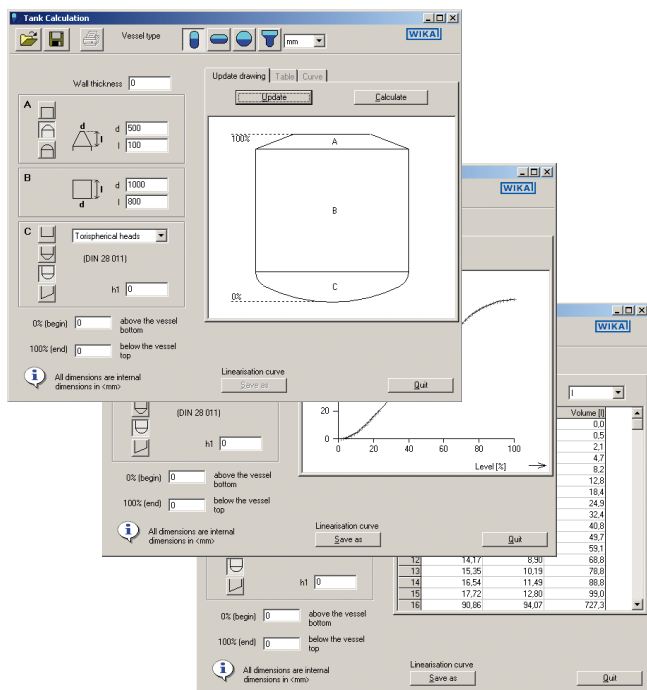 Tank Calculation
Vessel type
mm
WIKA
Wall thickness 0
Update drawing Table Curve
Update Calculate
A
d l d 500
l 100
100%
A
B
d l d 1000
l 800
B
C Torispherical heads
(DIN 28 011)
h1 0
C
0%
0% (begin) 0 above the vessel
bottom
100% (end) 0 below the vessel
top
All dimensions are internal
dimensions in <mm>
Linearisation curve
Save as Quit
WIKA
20
0
0 20 40 60 80 100
Level [%]
(DIN 28 011)
h1 0
0% (begin) 0 above the vessel
bottom
100% (end) 0 below the vessel
top
All dimensions are internal
dimensions in <mm>
Linearisation curve
Save as Quit
WIKA
l
Volume [l]
0,0
0,5
2,1
4,7
8,2
12,8
18,4
24,9
32,4
40,8
49,7
59,1
12 14,17 8,90 68,8
13 15,35 10,19 78,8
14 16,54 11,49 88,8
15 17,72 12,80 99,0
16 90,86 94,07 727,3
h1 0
0% (begin) 0 above the vessel
bottom
100% (end) 0 below the vessel
top
All dimensions are internal
dimensions in <mm>
Linearisation curve
Save as Quit